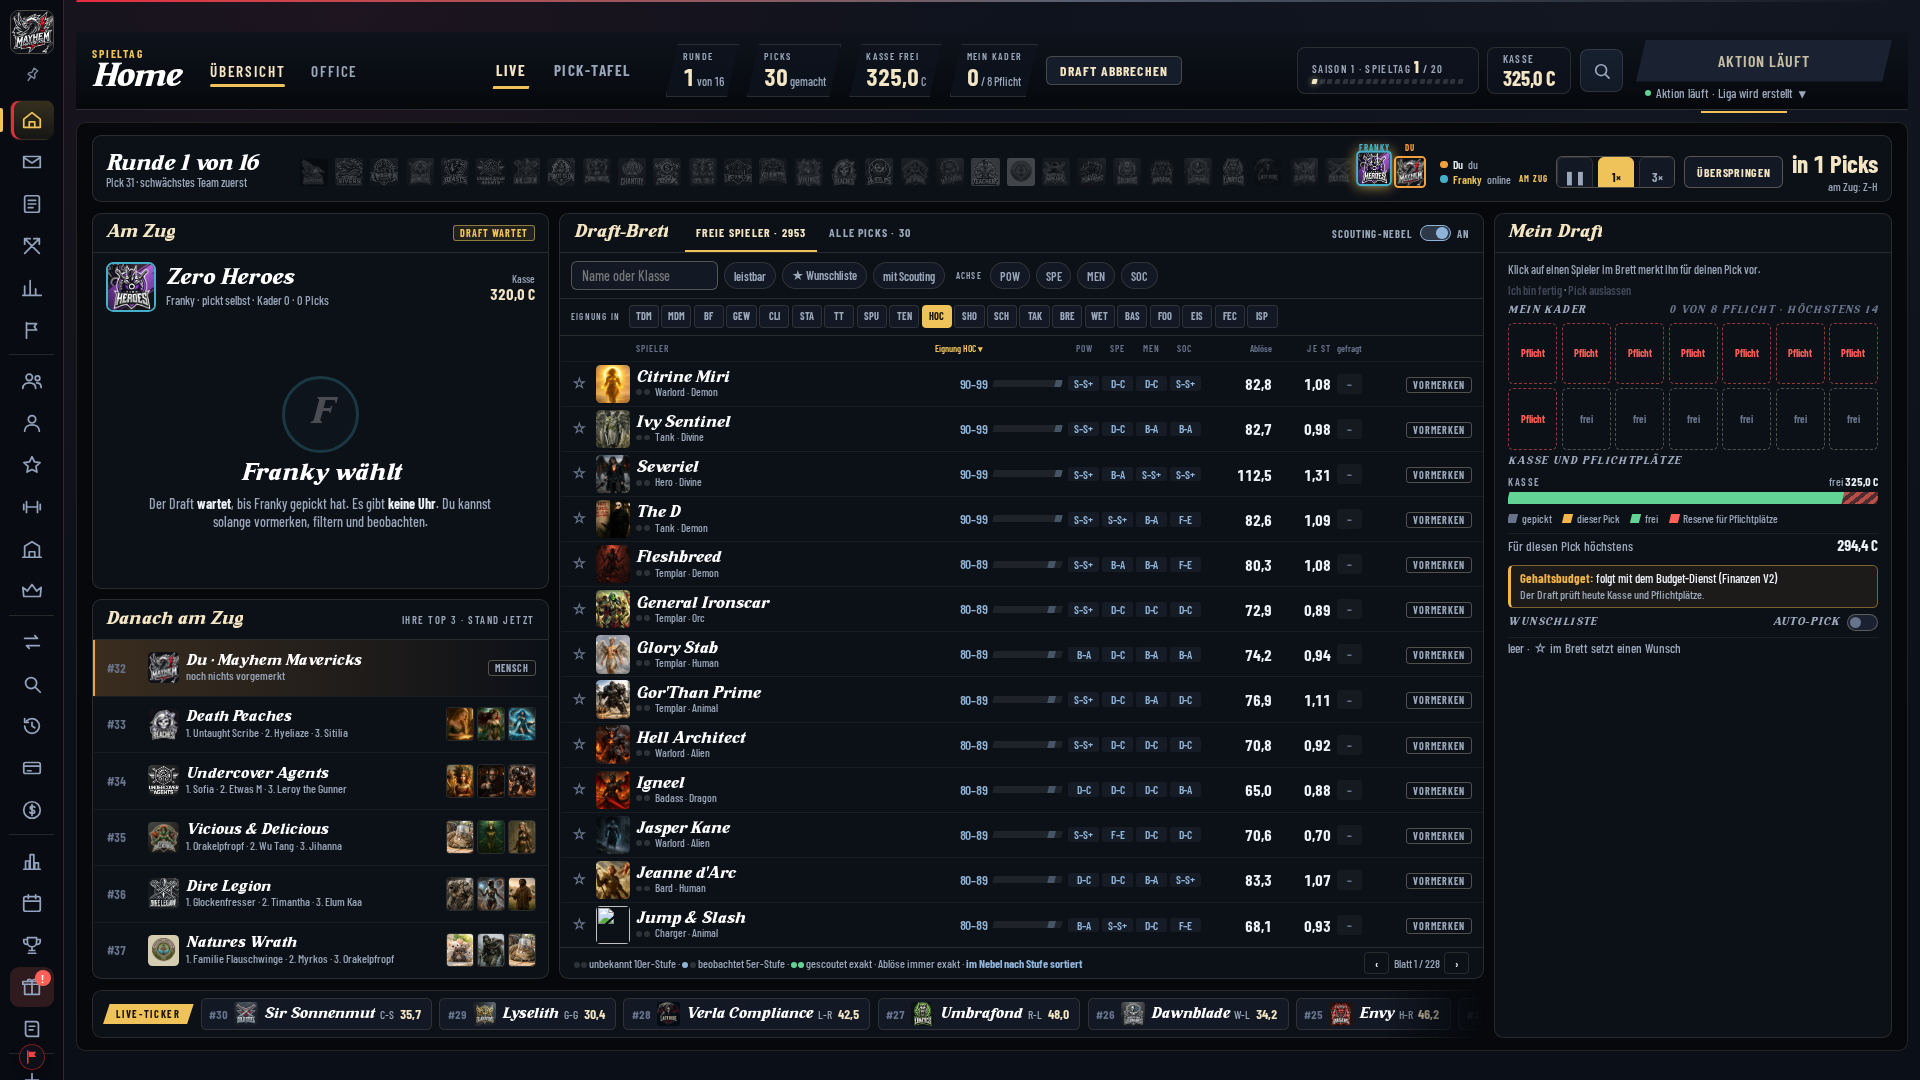 SPIELTAG
Home
ÜBERSICHT
OFFICE
LIVE
PICK-TAFEL
RUNDE
1 von 16
PICKS
30 gemacht
KASSE FREI
325,0 C
MEIN KADER
0 / 8 Pflicht
DRAFT ABBRECHEN
SAISON 1 · SPIELTAG 1 / 20
KASSE
325,0 C
AKTION LÄUFT
Aktion läuft · Liga wird erstellt ▼
Runde 1 von 16
Pick 31 · schwächstes Team zuerst
FRANKY
DU
Du du
Franky online
AM ZUG
1×
3×
ÜBERSPRINGEN
in 1 Picks
am Zug: Z-H
Am Zug
DRAFT WARTET
Zero Heroes
Franky · pickt selbst · Kader 0 · 0 Picks
Kasse
320,0 C
F
Franky wählt
Der Draft wartet, bis Franky gepickt hat. Es gibt keine Uhr. Du kannst
solange vormerken, filtern und beobachten.
Danach am Zug
IHRE TOP 3 · STAND JETZT
#32
Du · Mayhem Mavericks
noch nichts vorgemerkt
MENSCH
#33
Death Peaches
1. Untaught Scribe · 2. Hyeliaze · 3. Sitilia
#34
Undercover Agents
1. Sofia · 2. Etwas M · 3. Leroy the Gunner
#35
Vicious & Delicious
1. Orakelpfropf · 2. Wu Tang · 3. Jihanna
#36
Dire Legion
1. Glockenfresser · 2. Timantha · 3. Elum Kaa
#37
Natures Wrath
1. Familie Flauschwinge · 2. Myrkos · 3. Orakelpfropf
Draft-Brett
FREIE SPIELER · 2953
ALLE PICKS · 30
SCOUTING-NEBEL
AN
Name oder Klasse
leistbar
★ Wunschliste
mit Scouting
ACHSE
POW
SPE
MEN
SOC
EIGNUNG IN
TDM MDM BF GEW CLI STA TT SPU TEN HOC SHO SCH TAK BRE WET BAS FOO EIS FEC ISP
SPIELER
Eignung HOC ▾
POW SPE MEN SOC
Ablöse
JE ST
gefragt
Citrine Miri
Warlord · Demon
90–99 S–S+ D–C D–C S–S+ 82,8 1,08 – VORMERKEN
Ivy Sentinel
Tank · Divine
90–99 S–S+ D–C B–A B–A 82,7 0,98 – VORMERKEN
Severiel
Hero · Divine
90–99 S–S+ B–A S–S+ S–S+ 112,5 1,31 – VORMERKEN
The D
Tank · Demon
90–99 S–S+ S–S+ B–A F–E 82,6 1,09 – VORMERKEN
Fleshbreed
Templar · Demon
80–89 S–S+ B–A B–A F–E 80,3 1,08 – VORMERKEN
General Ironscar
Templar · Orc
80–89 S–S+ D–C D–C D–C 72,9 0,89 – VORMERKEN
Glory Stab
Templar · Human
80–89 B–A D–C B–A B–A 74,2 0,94 – VORMERKEN
Gor'Than Prime
Templar · Animal
80–89 S–S+ D–C B–A D–C 76,9 1,11 – VORMERKEN
Hell Architect
Warlord · Alien
80–89 S–S+ D–C D–C D–C 70,8 0,92 – VORMERKEN
Igneel
Badass · Dragon
80–89 D–C D–C D–C B–A 65,0 0,88 – VORMERKEN
Jasper Kane
Warlord · Alien
80–89 S–S+ F–E D–C D–C 70,6 0,70 – VORMERKEN
Jeanne d'Arc
Bard · Human
80–89 D–C D–C B–A S–S+ 83,3 1,07 – VORMERKEN
Jump & Slash
Charger · Animal
80–89 B–A S–S+ D–C F–E 68,1 0,93 – VORMERKEN
unbekannt 10er-Stufe · beobachtet 5er-Stufe · gescoutet exakt · Ablöse immer exakt · im Nebel nach Stufe sortiert
‹ Blatt 1 / 228 ›
Mein Draft
Klick auf einen Spieler im Brett merkt ihn für deinen Pick vor.
Ich bin fertig · Pick auslassen
MEIN KADER
0 VON 8 PFLICHT · HÖCHSTENS 14
Pflicht Pflicht Pflicht Pflicht Pflicht Pflicht Pflicht
Pflicht frei frei frei frei frei frei
KASSE UND PFLICHTPLÄTZE
KASSE
frei 325,0 C
gepickt
dieser Pick
frei
Reserve für Pflichtplätze
Für diesen Pick höchstens
294,4 C
Gehaltsbudget: folgt mit dem Budget-Dienst (Finanzen V2)
Der Draft prüft heute Kasse und Pflichtplätze.
WUNSCHLISTE
AUTO-PICK
leer · ☆ im Brett setzt einen Wunsch
LIVE-TICKER
#30 Sir Sonnenmut C-S 35,7
#29 Lyselith G-G 30,4
#28 Verla Compliance L-R 42,5
#27 Umbrafond R-L 48,0
#26 Dawnblade W-L 34,2
#25 Envy H-R 46,2